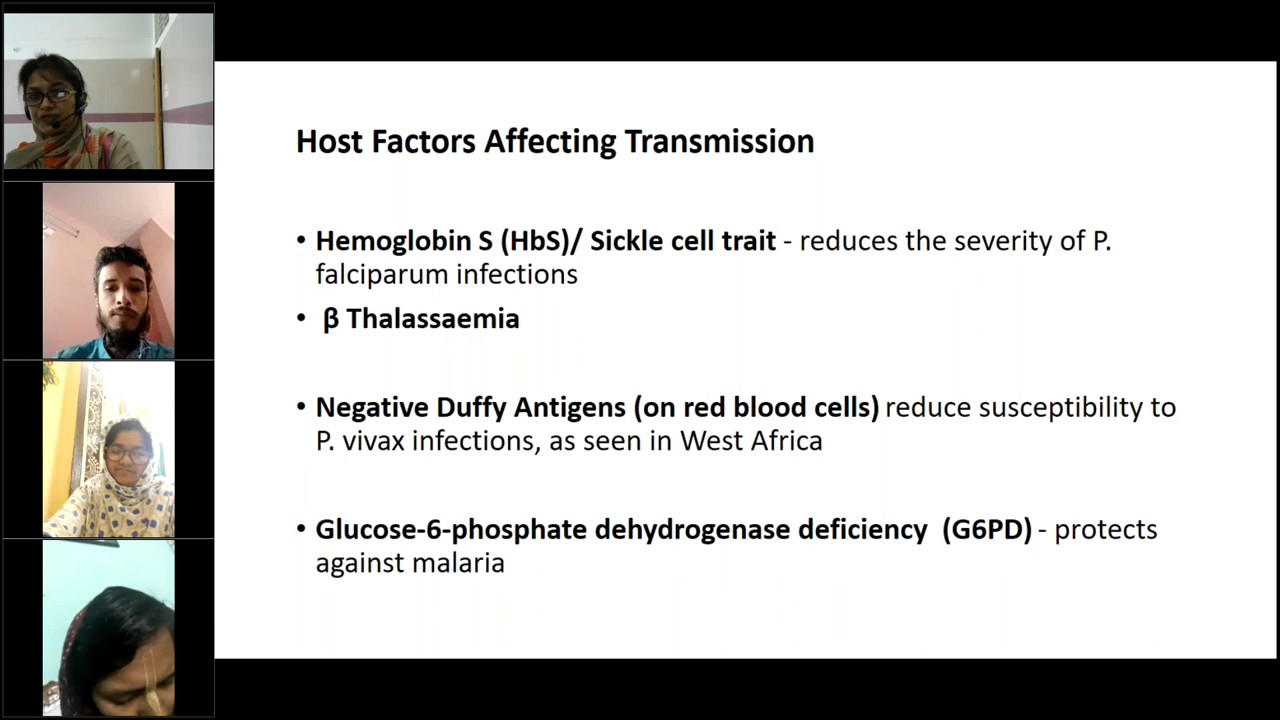 Host Factors Affecting Transmission
• Hemoglobin S (HbS)/ Sickle cell trait - reduces the severity of P.
falciparum infections
• β Thalassaemia
• Negative Duffy Antigens (on red blood cells) reduce susceptibility to
P. vivax infections, as seen in West Africa
• Glucose-6-phosphate dehydrogenase deficiency (G6PD) - protects
against malaria